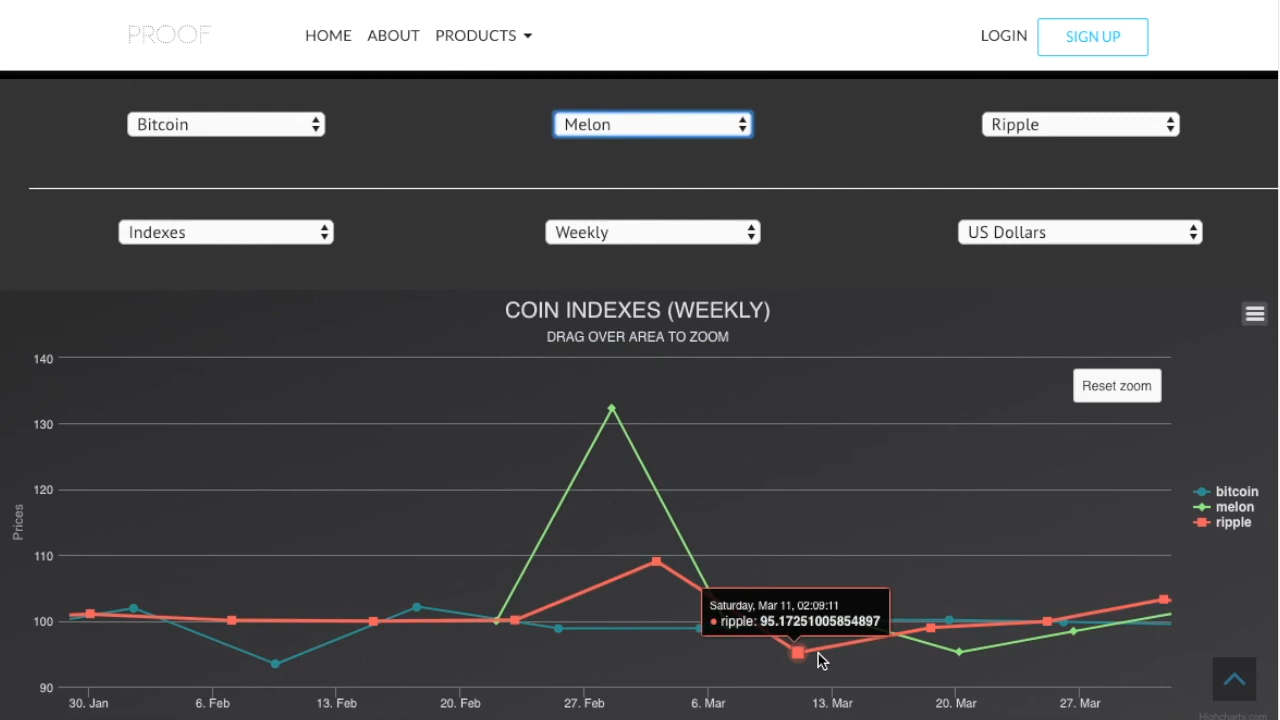 PROOF
HOME ABOUT PRODUCTS
LOGIN SIGN UP
Bitcoin Melon Ripple
Indexes Weekly US Dollars
COIN INDEXES (WEEKLY)
DRAG OVER AREA TO ZOOM
Reset zoom
140
130
120
110
100
90
Prices
bitcoin
melon
ripple
Saturday, Mar 11, 02:09:11
ripple: 95.17251005854897
30. Jan 6. Feb 13. Feb 20. Feb 27. Feb 6. Mar 13. Mar 20. Mar 27. Mar
Highcharts.com